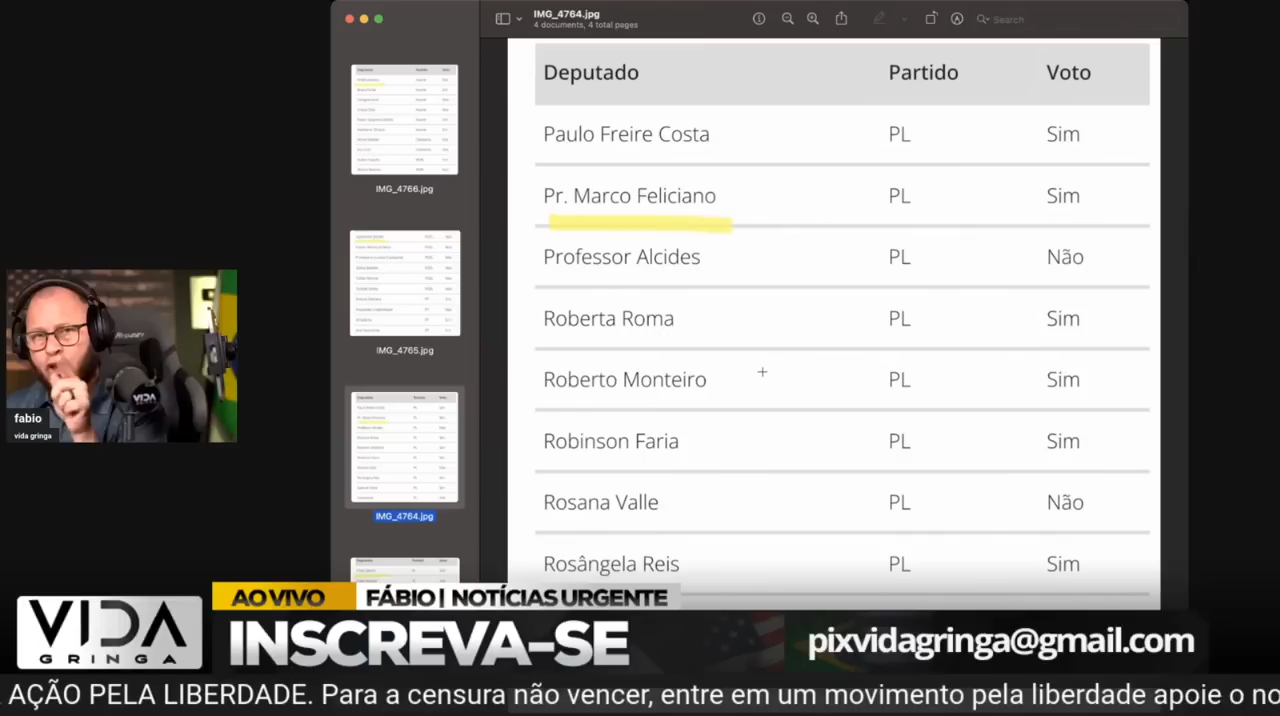 IMG_4764.jpg
4 documents, 4 total pages
Search
IMG_4766.jpg
IMG_4765.jpg
IMG_4764.jpg
Deputado Partido Voto
Paulo Freire Costa PL Sim
Pr. Marco Feliciano PL Sim
Professor Alcides PL Não
Roberta Roma PL Sim
Roberto Monteiro PL Sim
Robinson Faria PL Sim
Rosana Valle PL Não
Rosângela Reis PL Sim
VIDA
fabio
vida gringa
AO VIVO FÁBIO | NOTÍCIAS URGENTE
VIDA
GRINGA
INSCREVA-SE
pixvidagringa@gmail.com
AÇÃO PELA LIBERDADE. Para a censura não vencer, entre em um movimento pela liberdade apoie o no